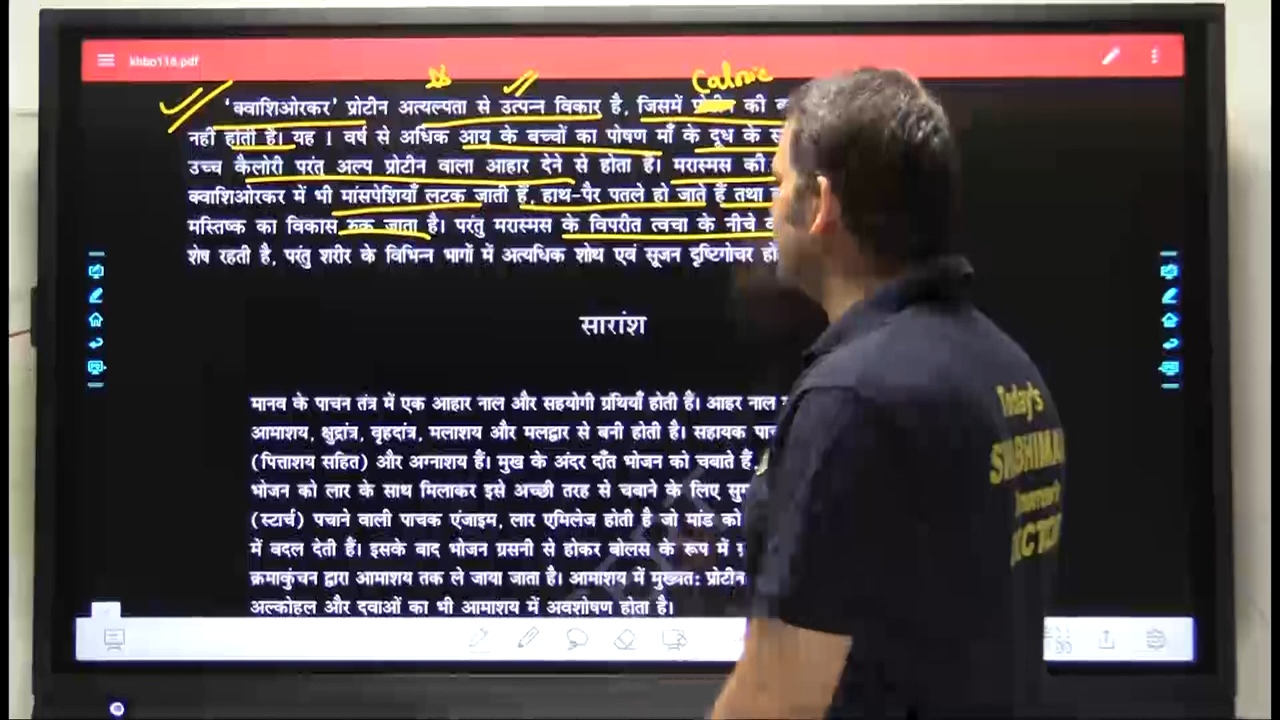 khbo116.pdf
Calorie
'क्वाशिओरकर' प्रोटीन अत्यल्पता से उत्पन्न विकार है, जिसमें प्रोटीन की
नहीं होती है। यह 1 वर्ष से अधिक आयु के बच्चों का पोषण माँ के दूध के
उच्च कैलोरी परंतु अल्प प्रोटीन वाला आहार देने से होता है। मरास्मस की
क्वाशिओरकर में भी मांसपेशियाँ लटक जाती हैं, हाथ-पैर पतले हो जाते हैं तथा
मस्तिष्क का विकास रुक जाता है। परंतु मरास्मस के विपरीत त्वचा के नीचे
शेष रहती है, परंतु शरीर के विभिन्न भागों में अत्यधिक शोथ एवं सूजन दृष्टिगोचर
सारांश
मानव के पाचन तंत्र में एक आहार नाल और सहयोगी ग्रंथियाँ होती हैं। आहर नाल
आमाशय, क्षुद्रांत्र, वृहदांत्र, मलाशय और मलद्वार से बनी होती है। सहायक
(पित्ताशय सहित) और अग्नाशय हैं। मुख के अंदर दाँत भोजन को चबाते हैं,
भोजन को लार के साथ मिलाकर इसे अच्छी तरह से चबाने के लिए
(स्टार्च) पचाने वाली पाचक एंजाइम, लार एमिलेज होती है जो मांड को
में बदल देती हैं। इसके बाद भोजन ग्रसनी से होकर बोलस के रूप में
क्रमाकुंचन द्वारा आमाशय तक ले जाया जाता है। आमाशय में मुख्यत: प्रोटीन
अल्कोहल और दवाओं का भी आमाशय में अवशोषण होता है।
Today's